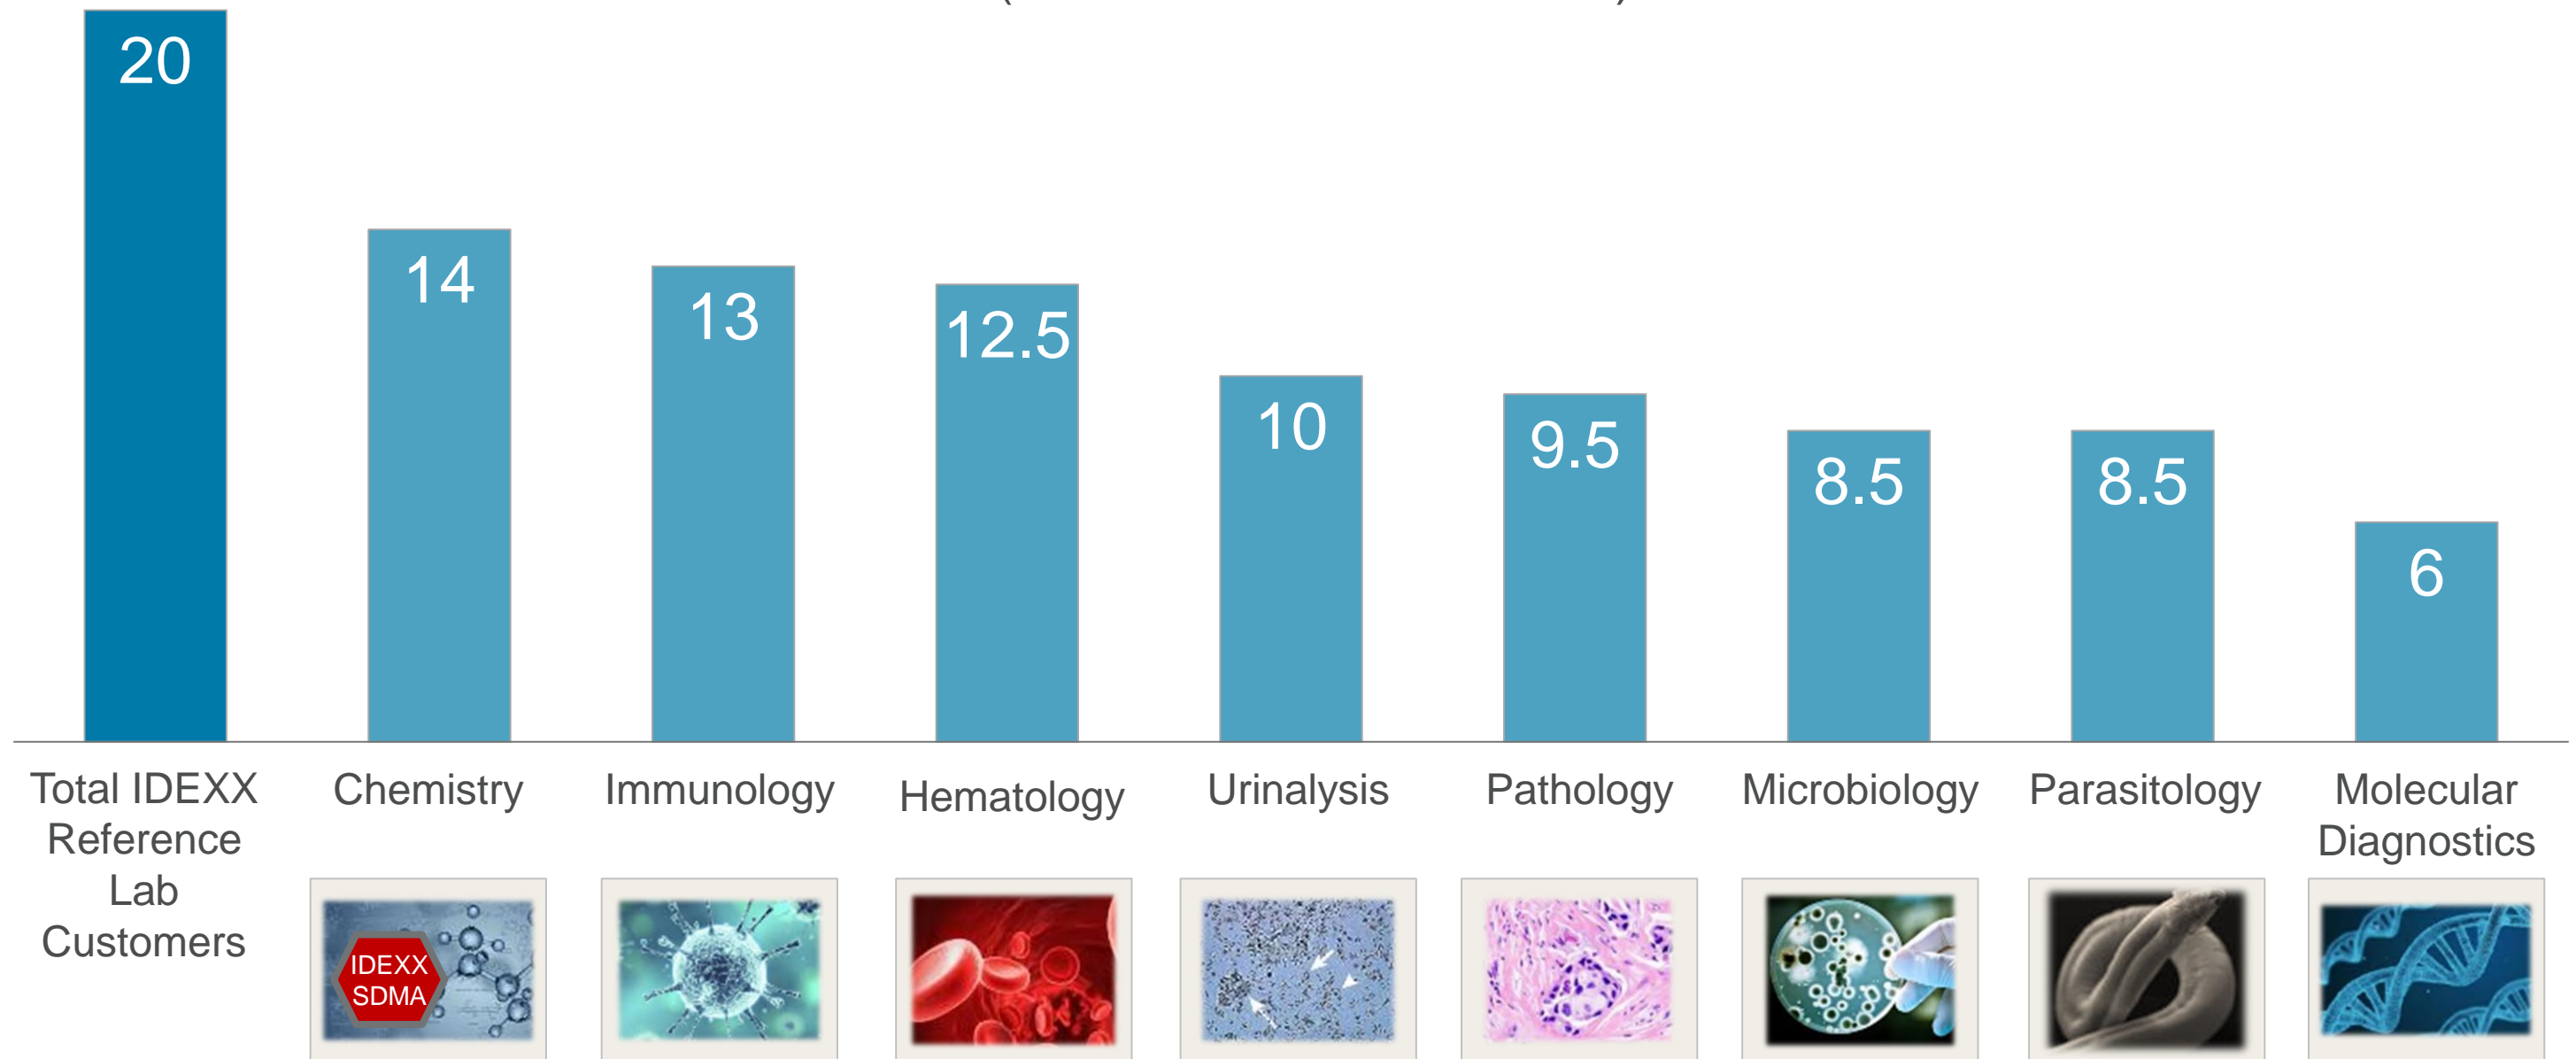 20
14
13
12.5
10
9.5
8.5
8.5
6
Total IDEXX
Reference
Lab
Customers
Chemistry
Immunology
Hematology
Urinalysis
Pathology
Microbiology
Parasitology
Molecular
Diagnostics
IDEXX
SDMA